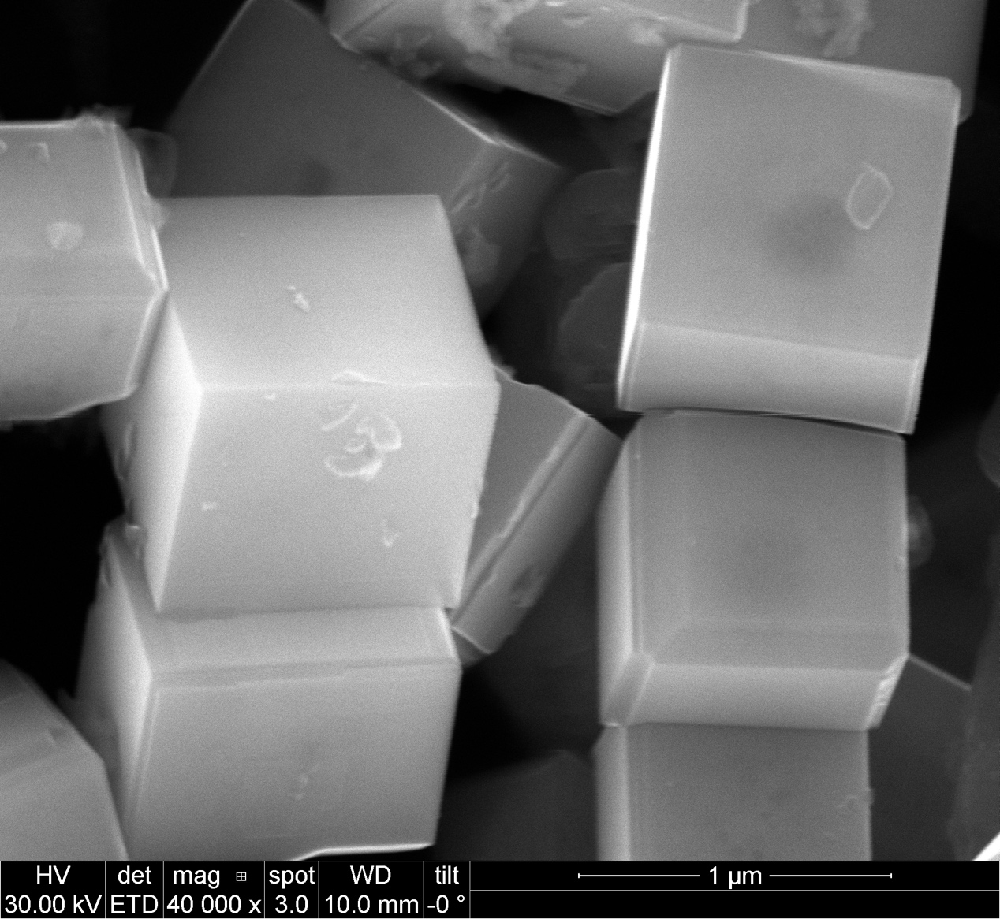 HV det mag ⊞ spot WD tilt
30.00 kV ETD 40 000 x 3.0 10.0 mm -0 °
1 µm